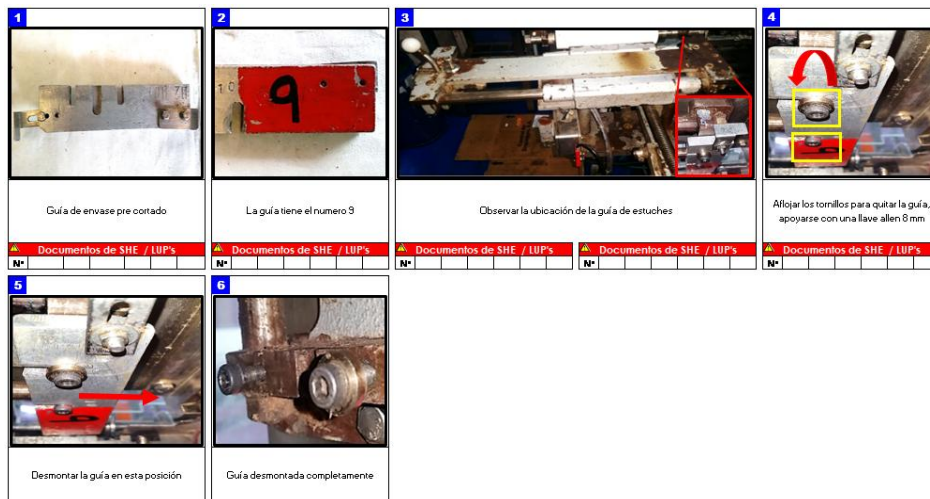 1
2
3
4
10
9
Guía de envase pre cortado
La guía tiene el numero 9
Observar la ubicación de la guía de estuches
Aflojar los tornillos para quitar la guía,
apoyarse con una llave allen 8 mm
Documentos de SHE / LUP's
Documentos de SHE / LUP's
Documentos de SHE / LUP's
Documentos de SHE / LUP's
Documentos de SHE / LUP's
N°
N°
N°
N°
N°
5
6
Desmontar la guía en esta posición
Guía desmontada completamente